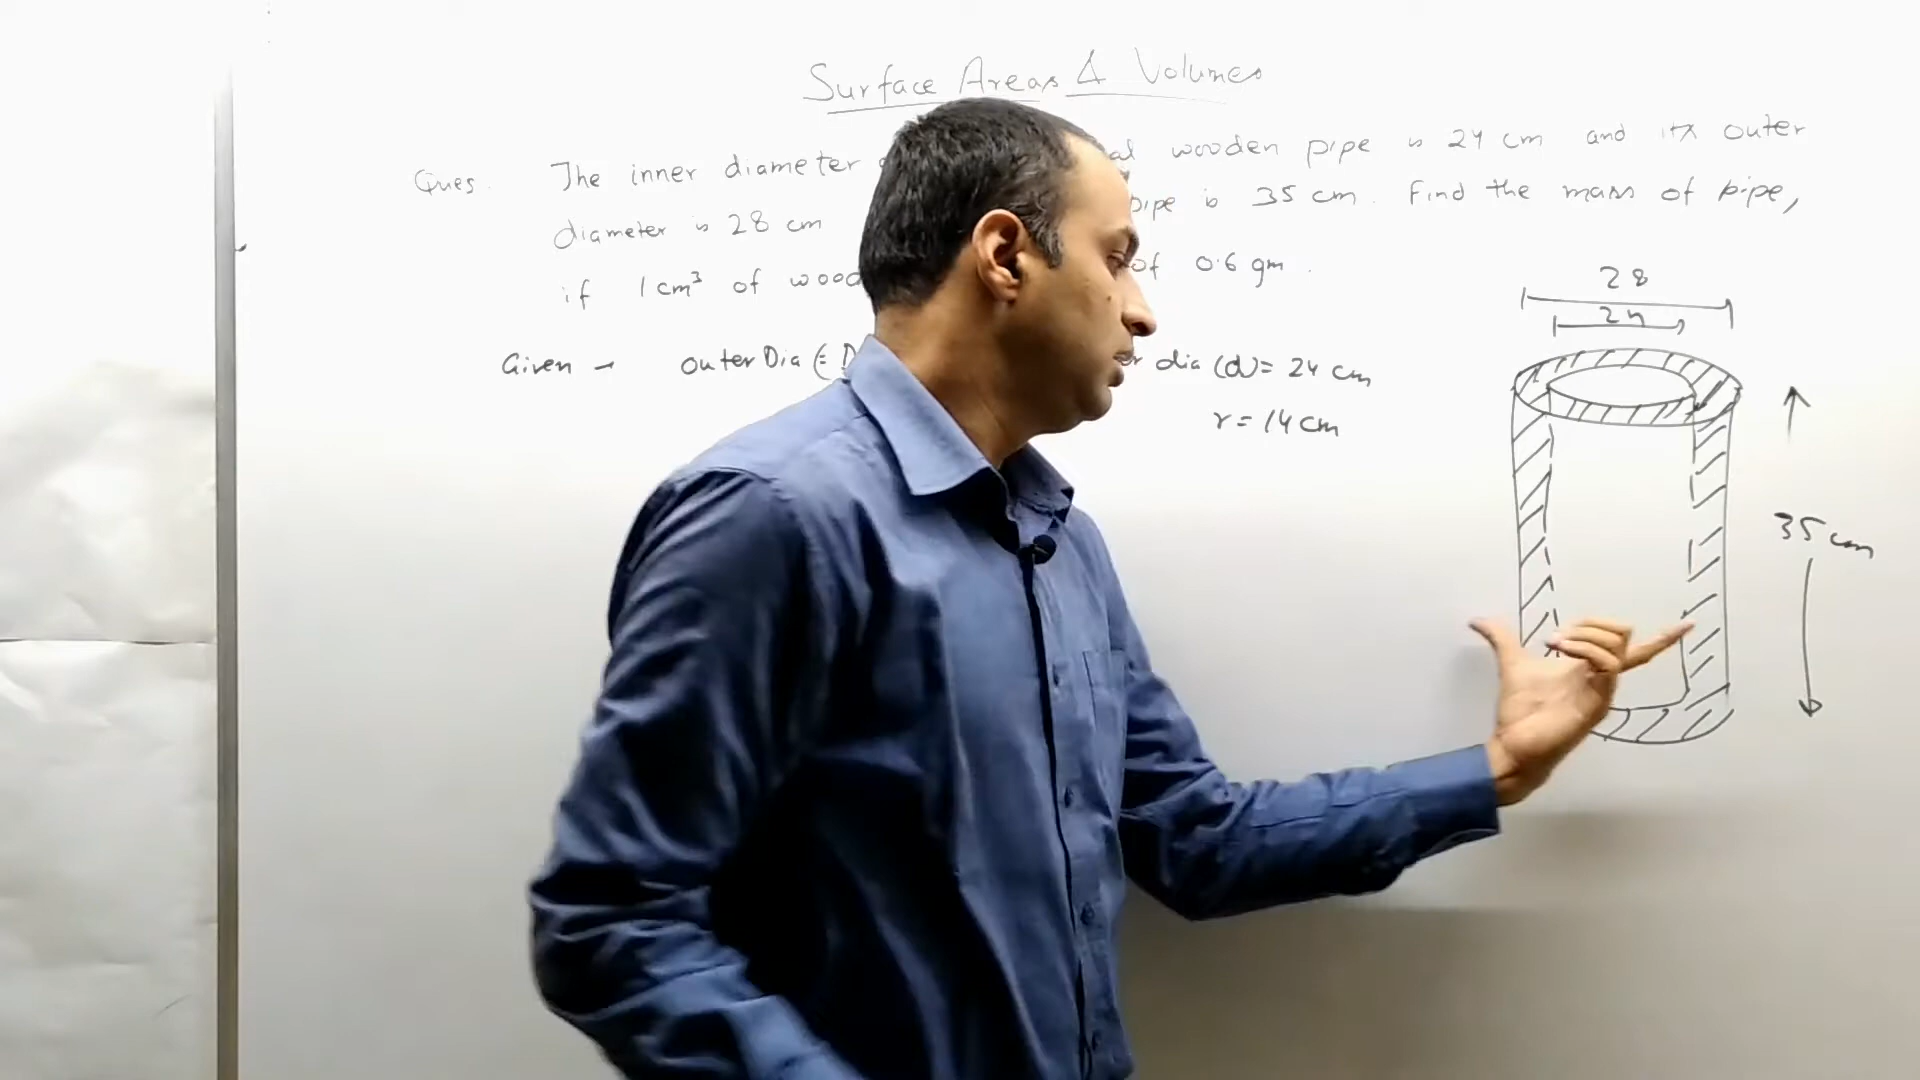 Surface Areas & Volumes
Ques. The inner diameter wooden pipe is 24 cm and its outer
diameter is 28 cm pipe is 35 cm. Find the mass of pipe,
if 1 cm³ of wood of 0.6 gm.
28
24
Given → outer Dia (= D dia (d) = 24 cm
r = 14 cm
35 cm